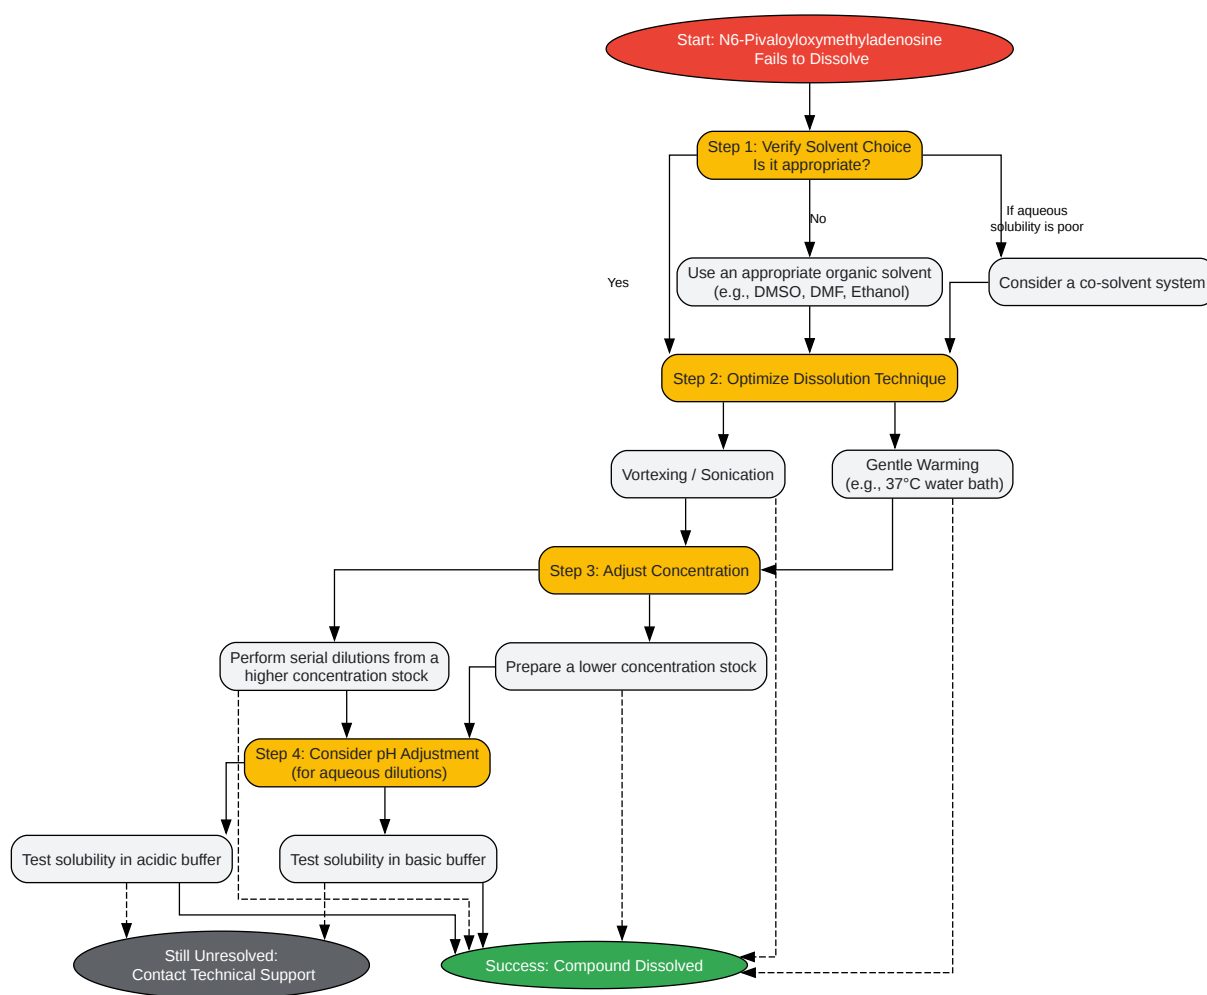 Start: N6-Pivaloyloxymethyladenosine
Fails to Dissolve
Step 1: Verify Solvent Choice
Is it appropriate?
No
If aqueous
solubility is poor
Yes
Use an appropriate organic solvent
(e.g., DMSO, DMF, Ethanol)
Consider a co-solvent system
Step 2: Optimize Dissolution Technique
Vortexing / Sonication
Gentle Warming
(e.g., 37°C water bath)
Step 3: Adjust Concentration
Perform serial dilutions from a
higher concentration stock
Prepare a lower concentration stock
Step 4: Consider pH Adjustment
(for aqueous dilutions)
Test solubility in acidic buffer
Test solubility in basic buffer
Still Unresolved:
Contact Technical Support
Success: Compound Dissolved